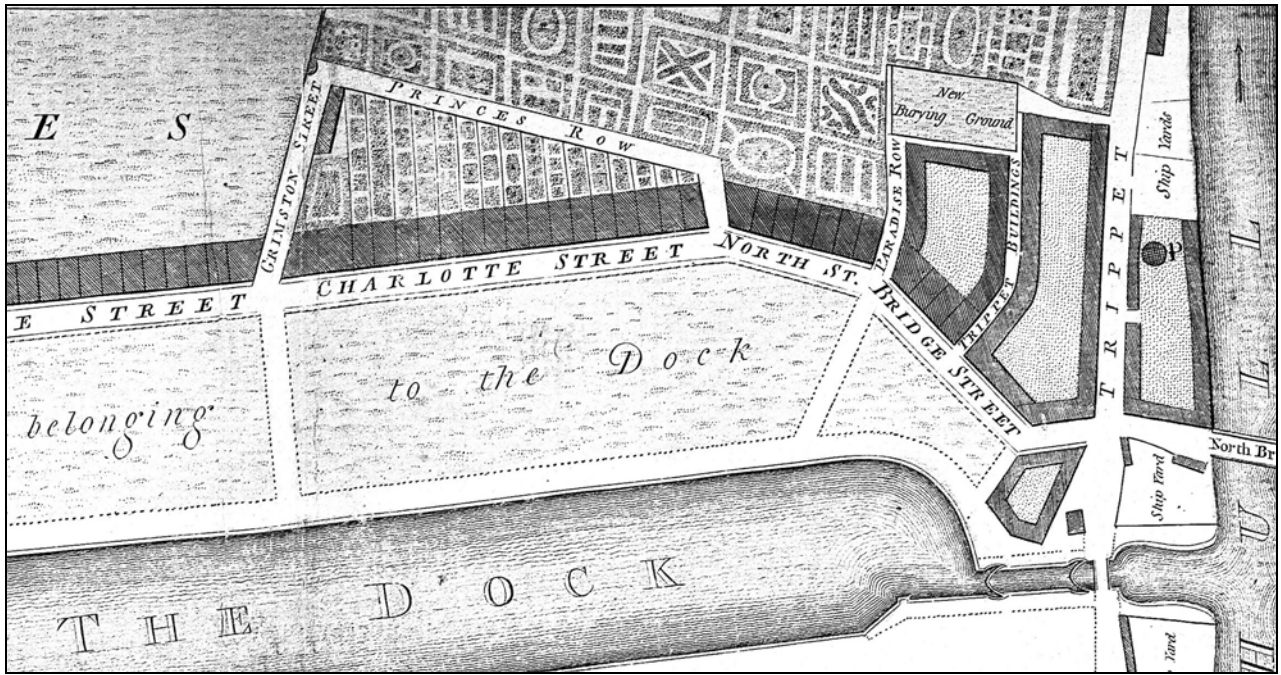 E S
GRIMSTON STREET
PRINCES ROW
New
Burying Ground
PARADISE ROW
TRIPPET BUILDINGS
TRIPPET
Ship Yards
P
E STREET
CHARLOTTE STREET
NORTH ST.
BRIDGE STREET
belonging
to the Dock
North Br
Ship Yard
THE DOCK
Yard
HULL